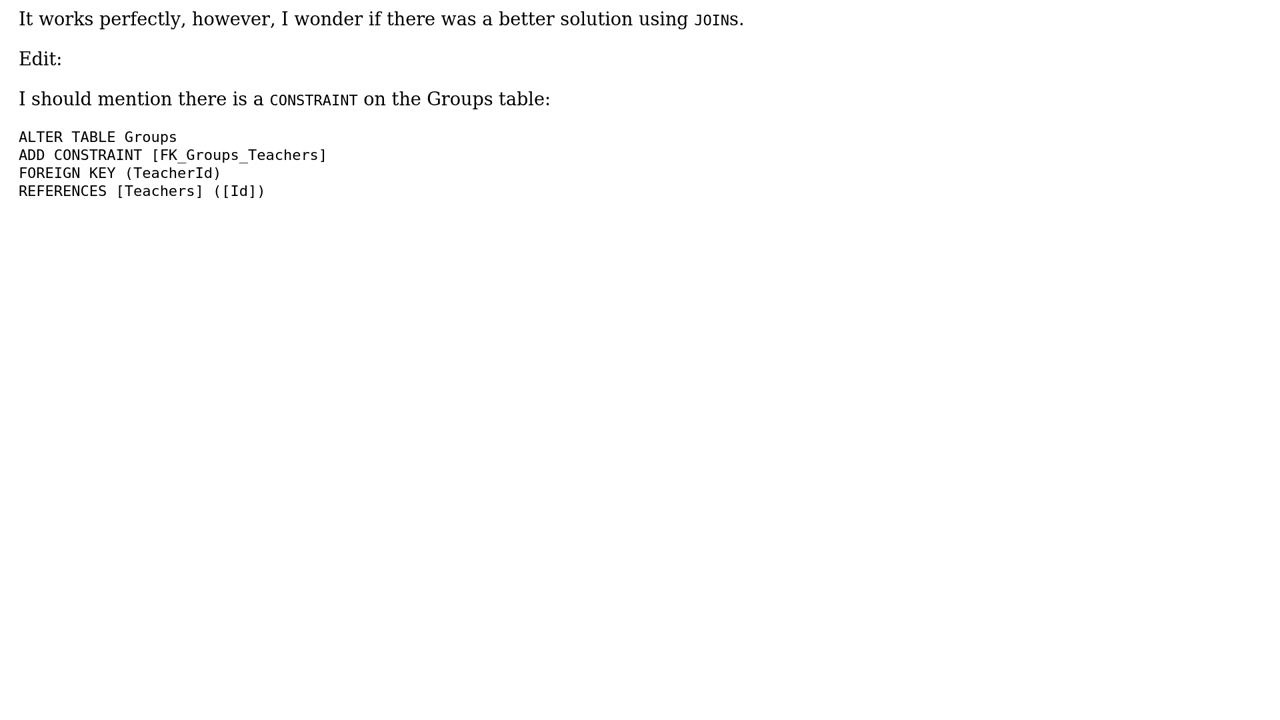 It works perfectly, however, I wonder if there was a better solution using JOINs.
Edit:
I should mention there is a CONSTRAINT on the Groups table:
ALTER TABLE Groups
ADD CONSTRAINT [FK_Groups_Teachers]
FOREIGN KEY (TeacherId)
REFERENCES [Teachers] ([Id])